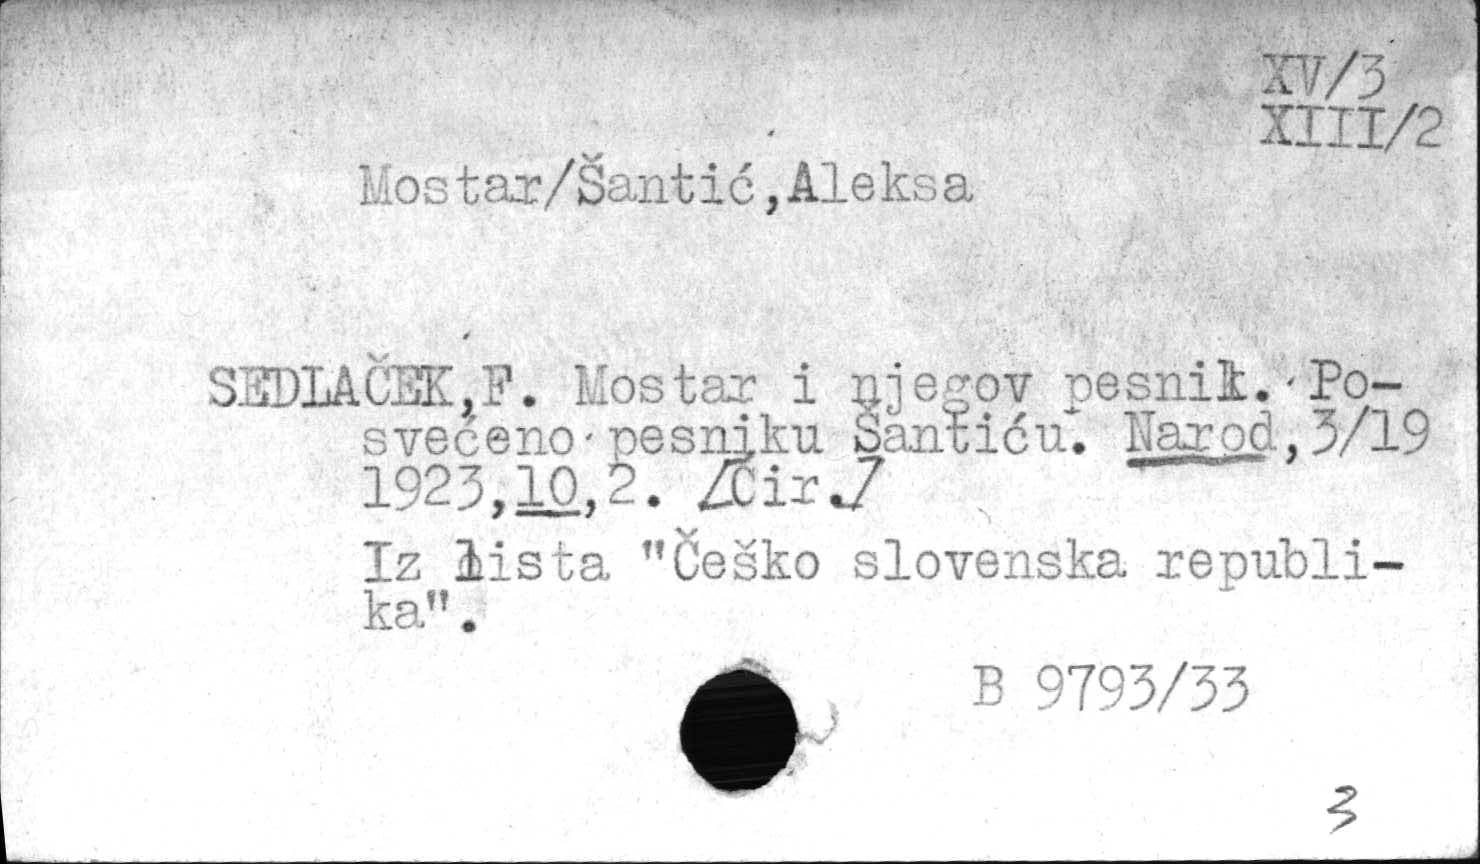 XV/3
XIII/2
Mostar/Šantić,Aleksa
SEDLAČEK,F. Mostar i njegov pesnik. Po-
svećeno pesniku Šantiću. Narod,3/19
1923,10,2. [Ćir.]
Iz lista "Češko slovenska republi-
ka".
B 9793/33
3